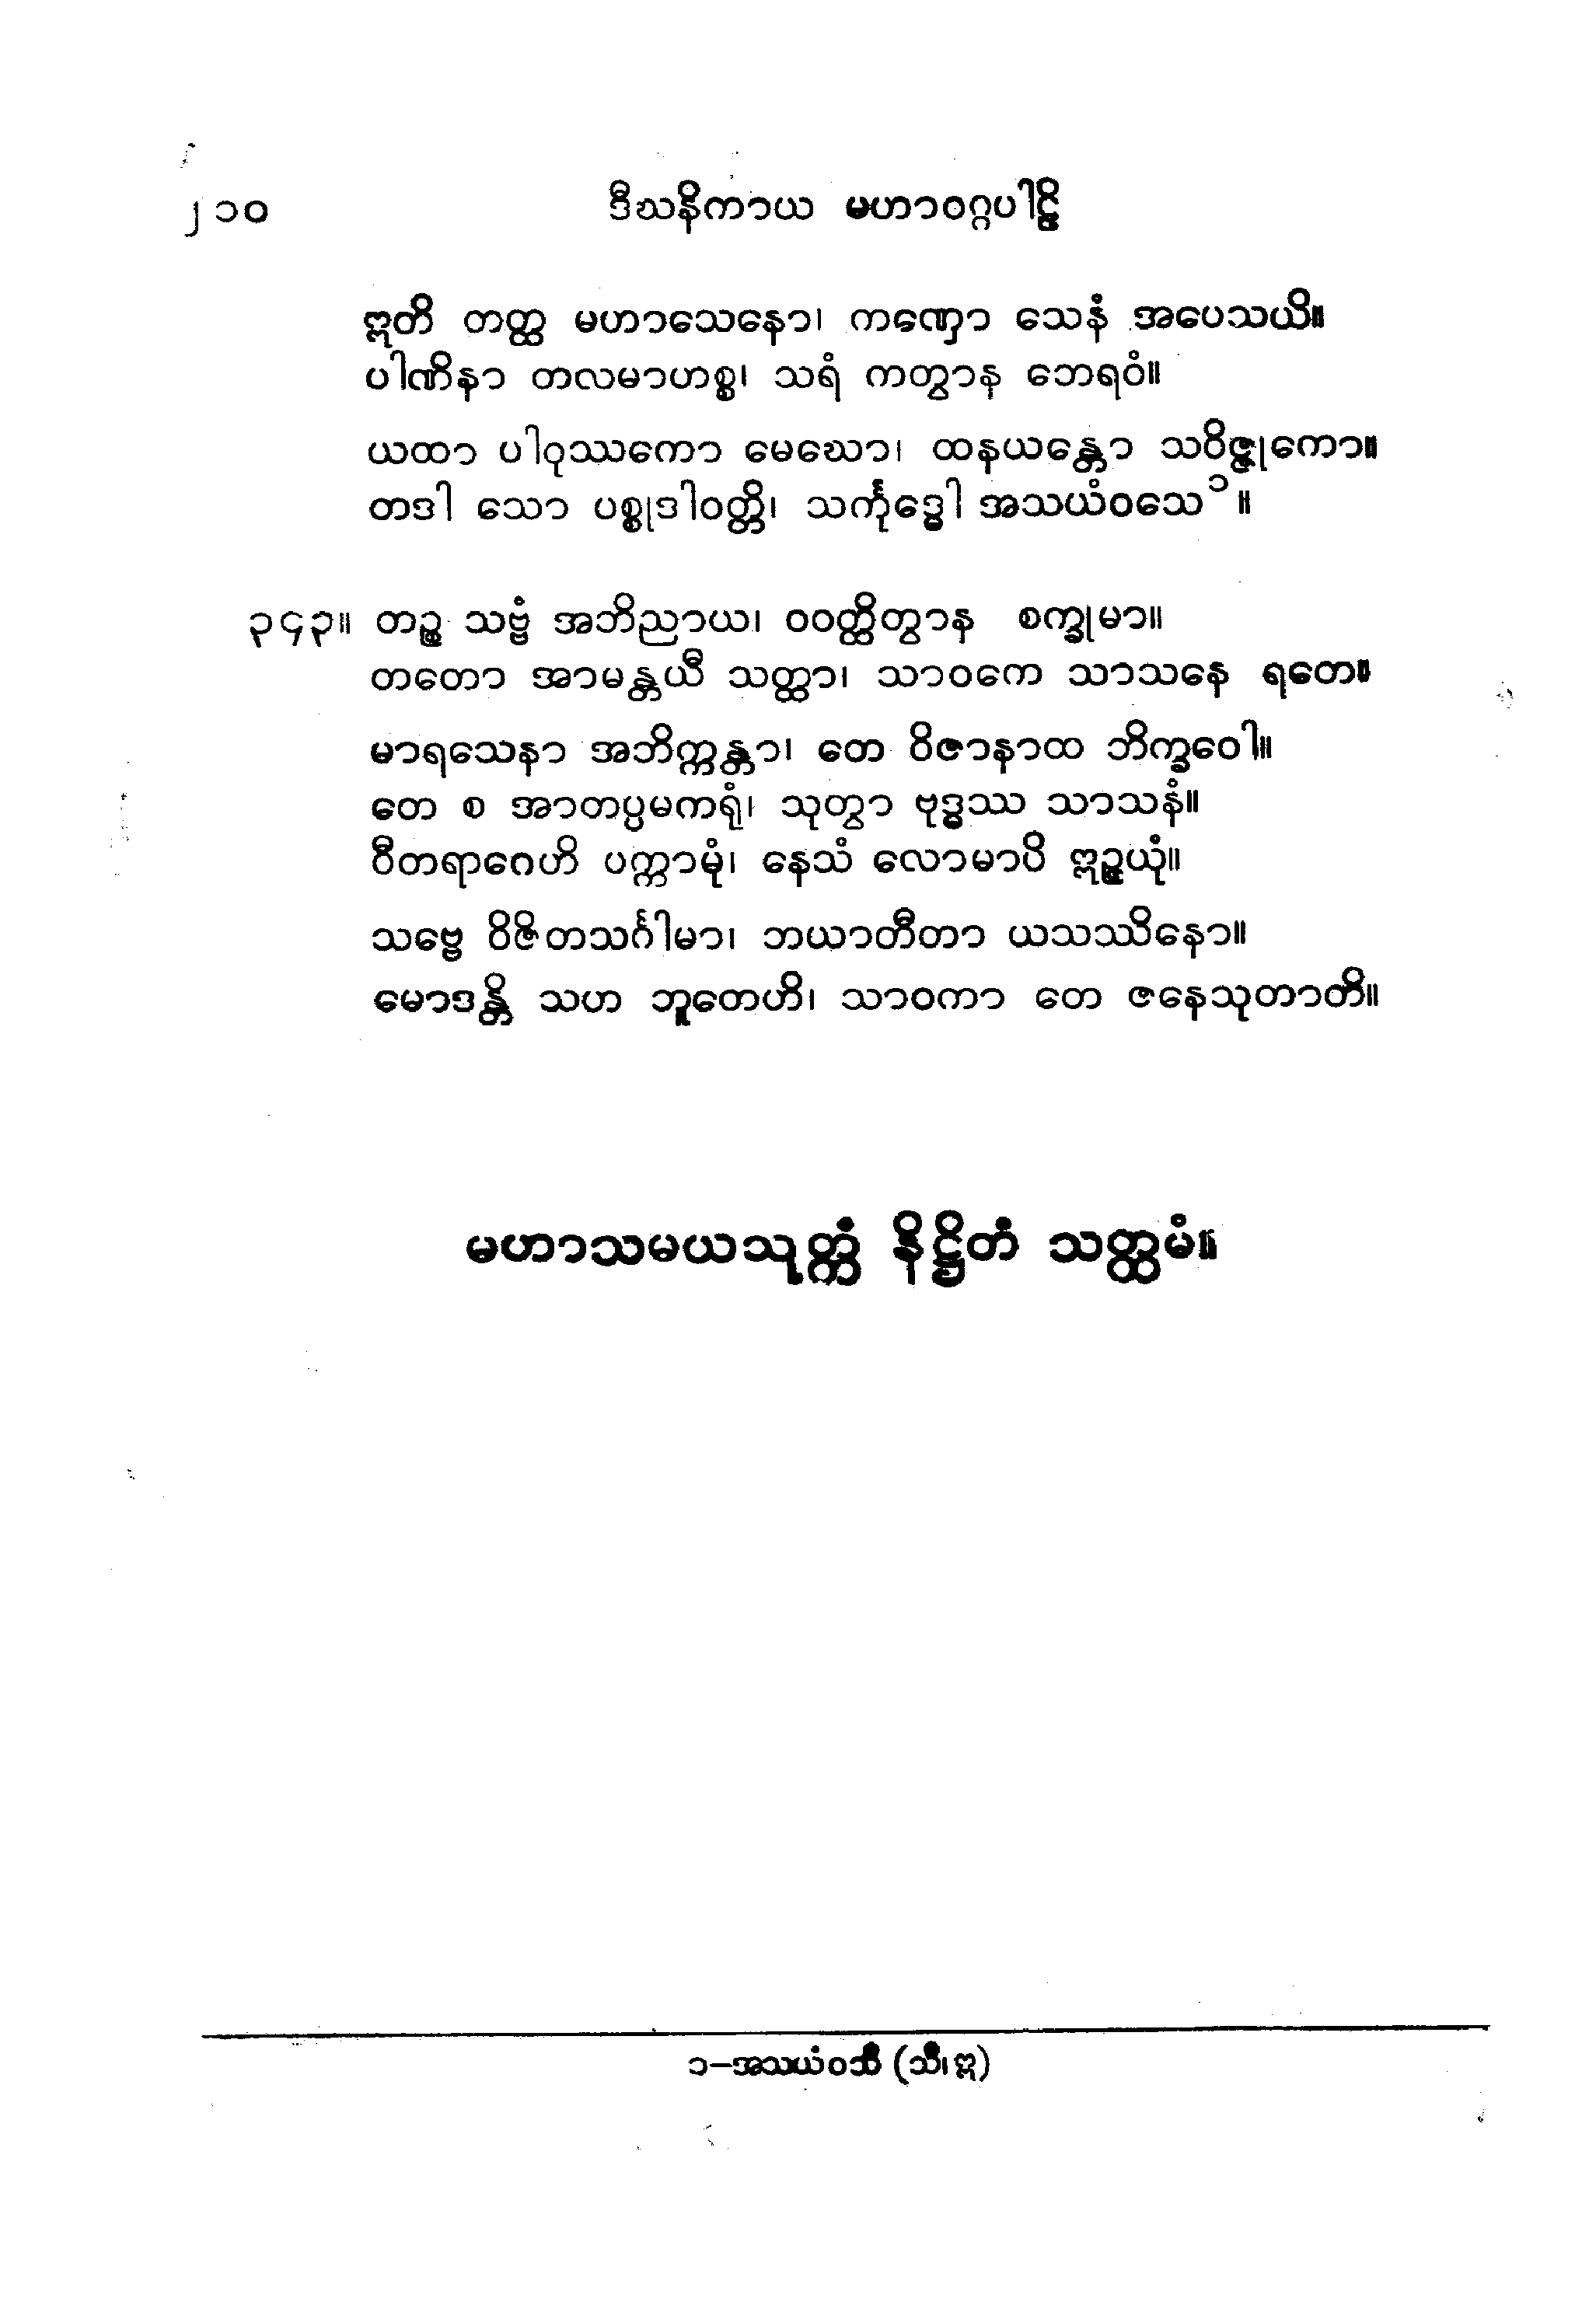 ၂၁၀ ဒီဃနိကာယ မဟာဝဂ္ဂပါဠိ
ဣတိ တတ္ထ မဟာသေနော၊ ကဏှော သေနံ အပေသယိ။
ပါဏိနာ တလမာဟစ္စ၊ သရံ ကတွာန ဘေရဝံ။
ယထာ ပါဝုဿကော မေဃော၊ ထနယန္တော သဝိဇ္ဇုကော။
တဒါ သော ပစ္စုဒါဝတ္တိ၊ သင်္ကုဒ္ဓေါ အသယံဝသေ ၁ ။
၃၄၃။ တဉ္စ သဗ္ဗံ အဘိညာယ၊ ဝဝတ္ထိတွာန စက္ခုမာ။
တတော အာမန္တယီ သတ္ထာ၊ သာဝကေ သာသနေ ရတေ။
မာရသေနာ အဘိက္ကန္တာ၊ တေ ဝိဇာနာထ ဘိက္ခဝေါ။
တေ စ အာတပ္ပမကရုံ၊ သုတွာ ဗုဒ္ဓဿ သာသနံ။
ဝီတရာဂေဟိ ပက္ကာမုံ၊ နေသံ လောမာပိ ဣဉ္ဇယုံ။
သဗ္ဗေ ဝိဇိတသင်္ဂါမာ၊ ဘယာတီတာ ယသဿိနော။
မောဒန္တိ သဟ ဘူတေဟိ၊ သာဝကာ တေ ဇနေသုတာတိ။
မဟာသမယသုတ္တံ နိဋ္ဌိတံ သတ္တမံ။
၁–အသယံဝသီ (သီ၊ ဣ)